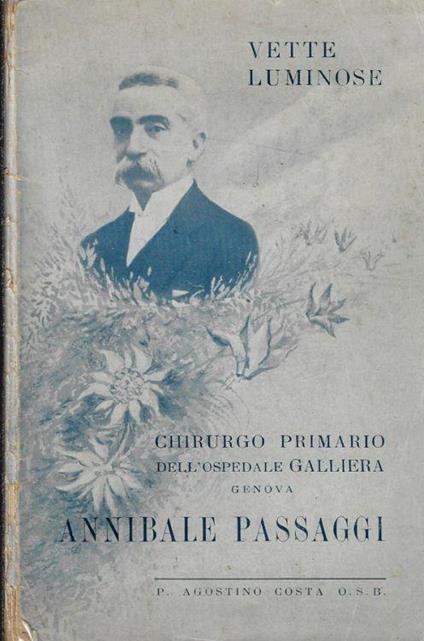 VETTE
LUMINOSE
CHIRURGO PRIMARIO
DELL'OSPEDALE GALLIERA
GENOVA
ANNIBALE PASSAGGI
P. AGOSTINO COSTA O.S.B.